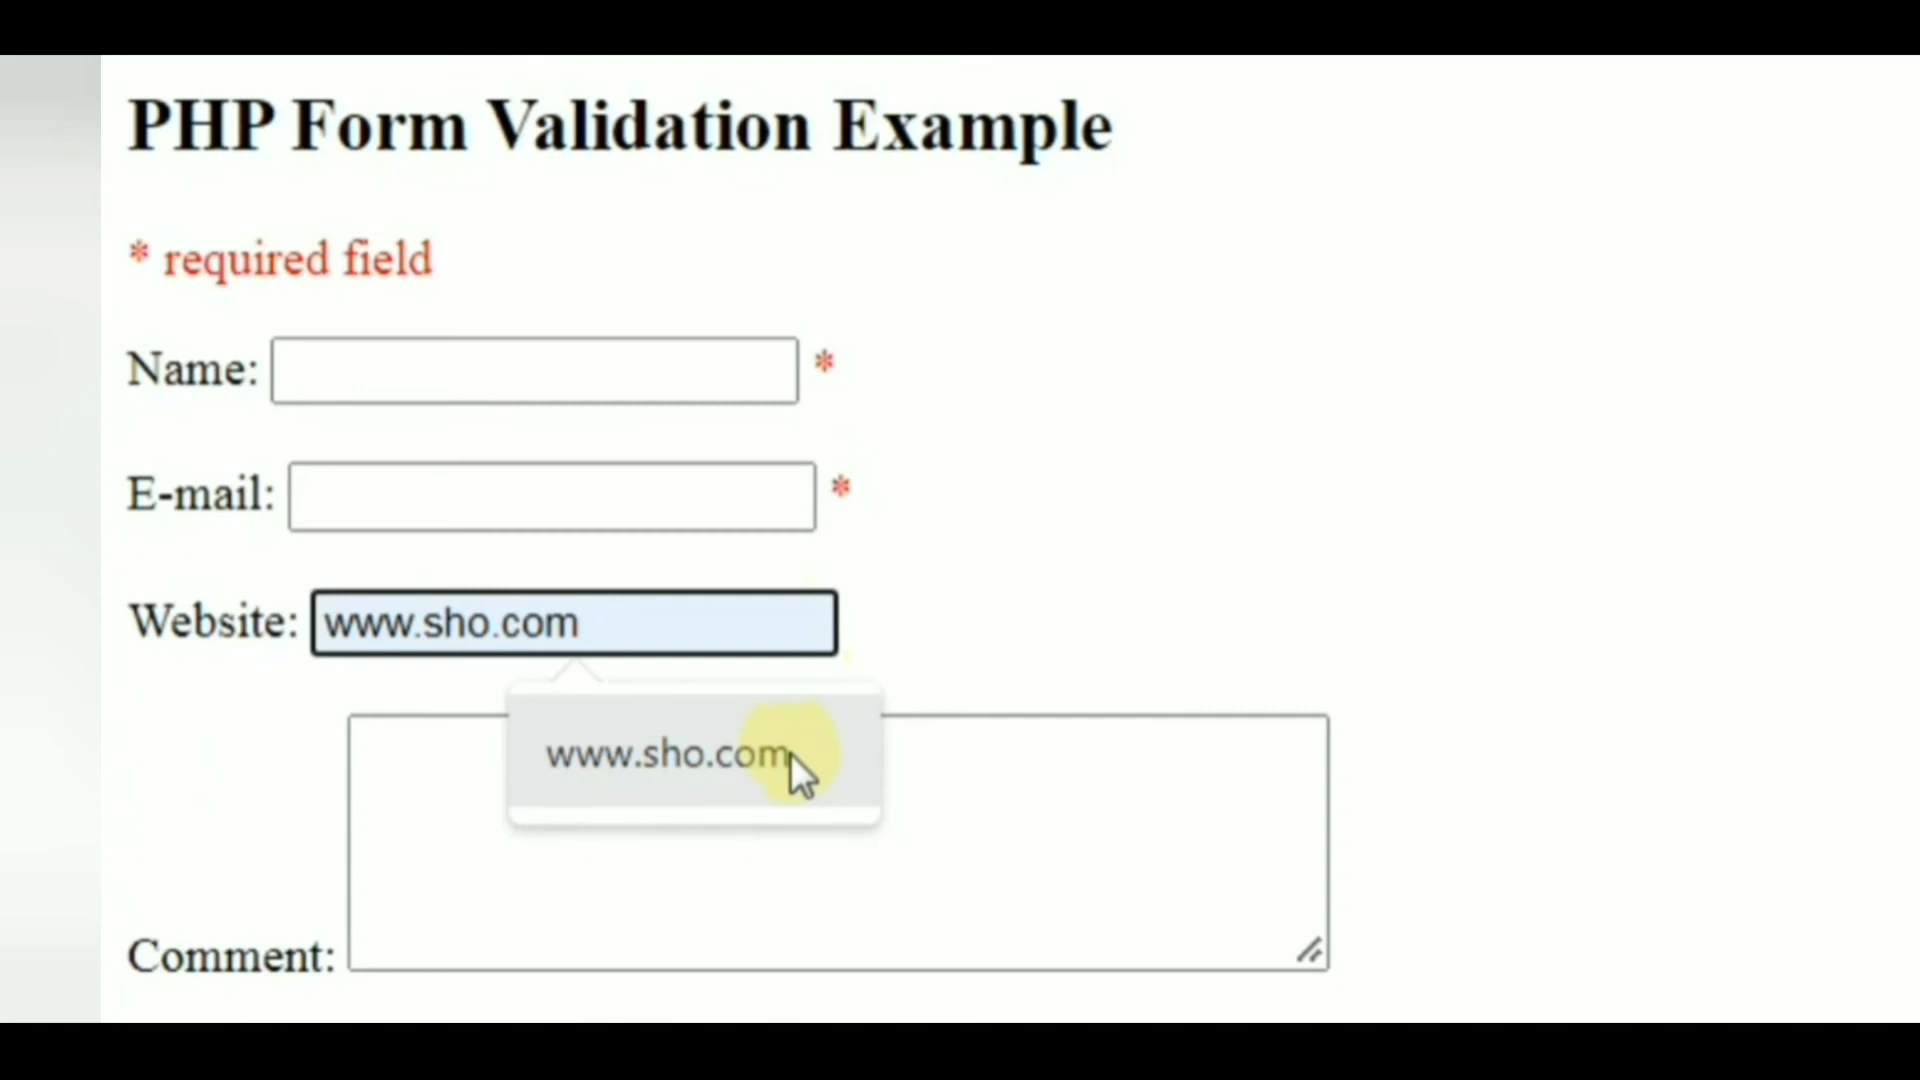 PHP Form Validation Example
* required field
Name: *
E-mail: *
Website: www.sho.com
www.sho.com
Comment: